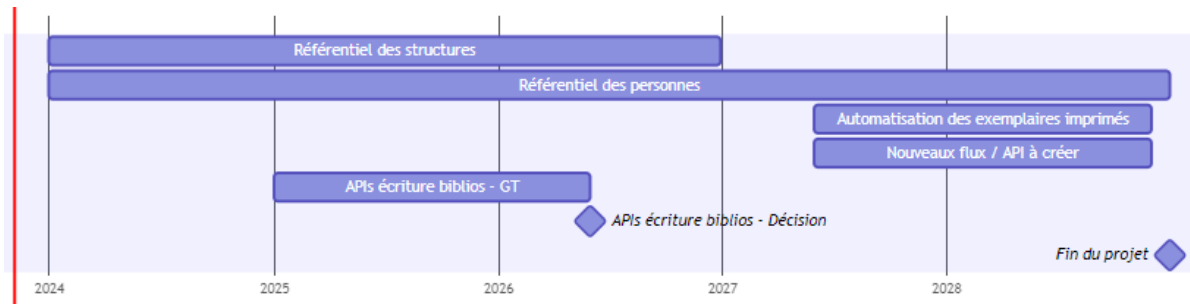 Référentiel des structures
Référentiel des personnes
Automatisation des exemplaires imprimés
Nouveaux flux / API à créer
APIs écriture biblios - GT
APIs écriture biblios - Décision
Fin du projet
2024 2025 2026 2027 2028